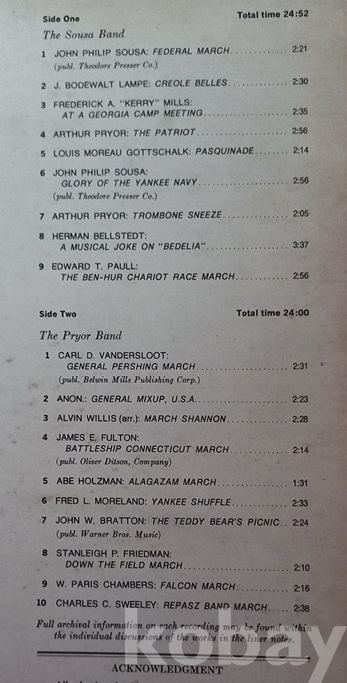 Side One Total time 24:52
The Sousa Band
1 JOHN PHILIP SOUSA: FEDERAL MARCH 2:21
(publ. Theodore Presser Co.)
2 J. BODEWALT LAMPE: CREOLE BELLES 2:30
3 FREDERICK A. "KERRY" MILLS:
AT A GEORGIA CAMP MEETING 2:35
4 ARTHUR PRYOR: THE PATRIOT 2:56
5 LOUIS MOREAU GOTTSCHALK: PASQUINADE 2:14
6 JOHN PHILIP SOUSA:
GLORY OF THE YANKEE NAVY 2:56
(publ. Theodore Presser Co.)
7 ARTHUR PRYOR: TROMBONE SNEEZE 2:05
8 HERMAN BELLSTEDT:
A MUSICAL JOKE ON "BEDELIA" 3:37
9 EDWARD T. PAULL:
THE BEN-HUR CHARIOT RACE MARCH 2:56
Side Two Total time 24:00
The Pryor Band
1 CARL D. VANDERSLOOT:
GENERAL PERSHING MARCH 2:31
(publ. Belwin Mills Publishing Corp.)
2 ANON.: GENERAL MIXUP, U.S.A. 2:23
3 ALVIN WILLIS (arr.): MARCH SHANNON 2:28
4 JAMES E. FULTON:
BATTLESHIP CONNECTICUT MARCH 2:14
(publ. Oliver Ditson, Company)
5 ABE HOLZMAN: ALAGAZAM MARCH 1:31
6 FRED L. MORELAND: YANKEE SHUFFLE 2:33
7 JOHN W. BRATTON: THE TEDDY BEAR'S PICNIC 2:24
(publ. Warner Bros. Music)
8 STANLEIGH P. FRIEDMAN:
DOWN THE FIELD MARCH 2:10
9 W. PARIS CHAMBERS: FALCON MARCH 2:16
10 CHARLES C. SWEELEY: REPASZ BAND MARCH 2:38
Full archival information on each recording may be found within
the individual discussions of the works in the liner notes.
kobay
ACKNOWLEDGMENT